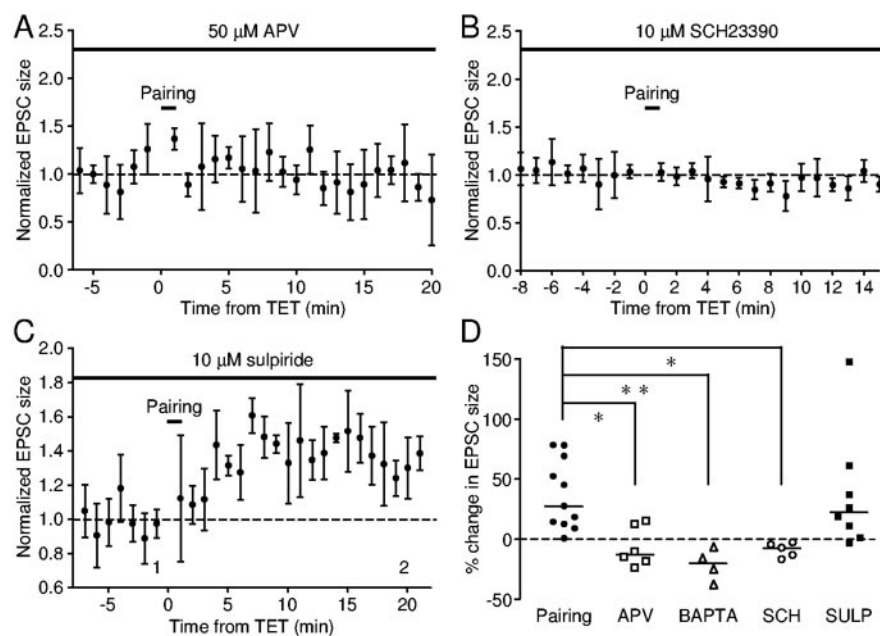 A
50 µM APV
Normalized EPSC size
2.5
2.0
1.5
1.0
0.5
0.0
Pairing
-5 0 5 10 15 20
Time from TET (min)
B
10 µM SCH23390
Normalized EPSC size
2.5
2.0
1.5
1.0
0.5
0.0
Pairing
-8 -6 -4 -2 0 2 4 6 8 10 12 14
Time from TET (min)
C
10 µM sulpiride
Normalized EPSC size
1.8
1.6
1.4
1.2
1.0
0.8
0.6
Pairing
1 2
-5 0 5 10 15 20
Time from TET (min)
D
% change in EPSC size
150
100
50
0
-50
*
**
*
Pairing APV BAPTA SCH SULP